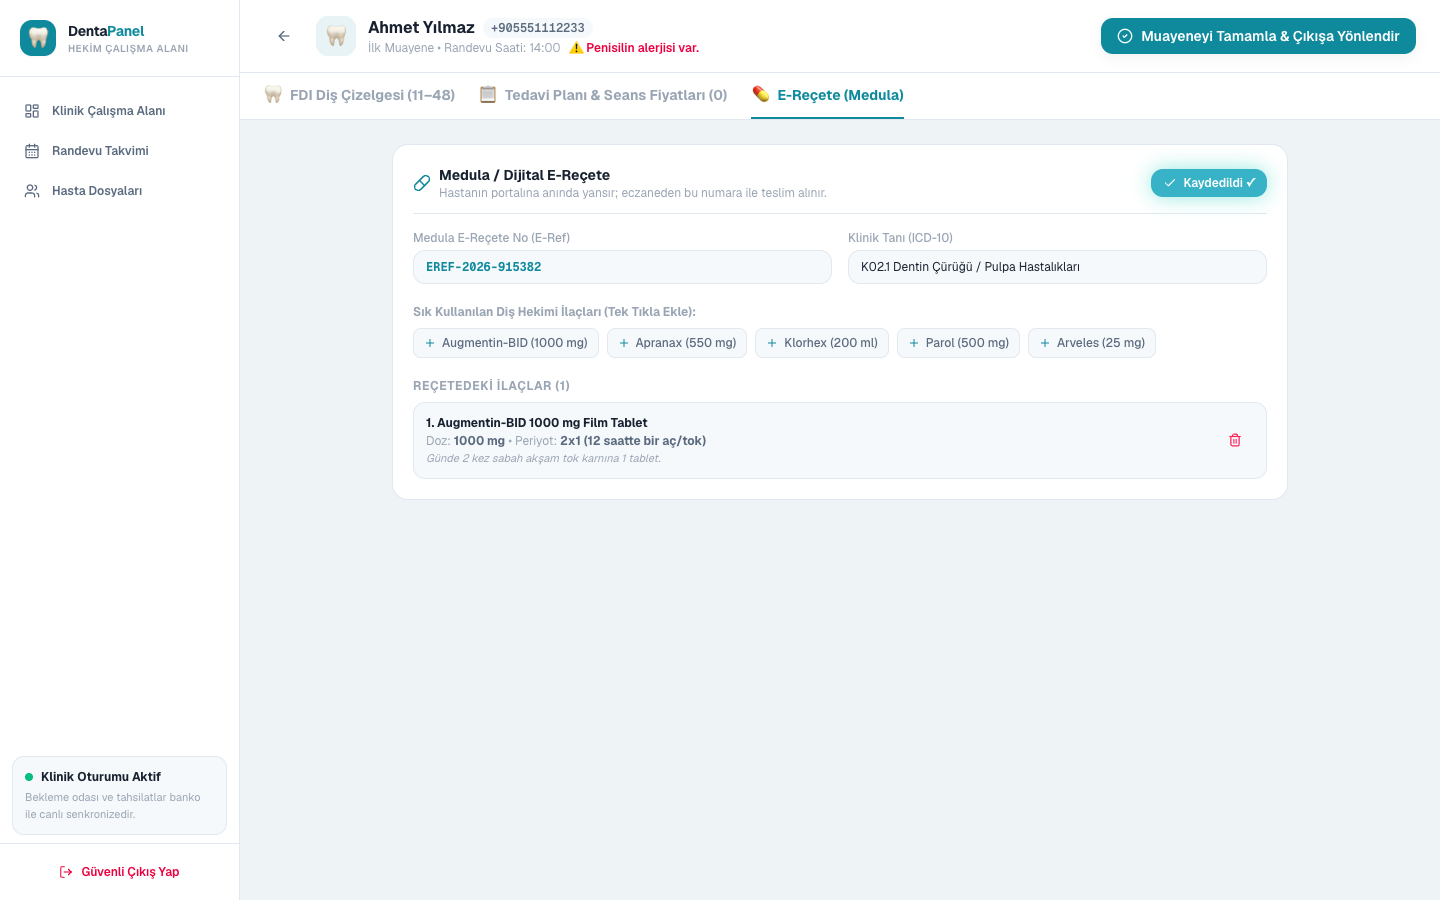 DentaPanel
HEKİM ÇALIŞMA ALANI
Klinik Çalışma Alanı
Randevu Takvimi
Hasta Dosyaları
Klinik Oturumu Aktif
Bekleme odası ve tahsilatlar banko
ile canlı senkronizedir.
Güvenli Çıkış Yap
Ahmet Yılmaz +905551112233
İlk Muayene • Randevu Saati: 14:00 ⚠️ Penisilin alerjisi var.
Muayeneyi Tamamla & Çıkışa Yönlendir
FDI Diş Çizelgesi (11–48) Tedavi Planı & Seans Fiyatları (0) E-Reçete (Medula)
Medula / Dijital E-Reçete
Hastanın portalına anında yansır; eczaneden bu numara ile teslim alınır.
Kaydedildi ✓
Medula E-Reçete No (E-Ref)
EREF-2026-915382
Klinik Tanı (ICD-10)
K02.1 Dentin Çürüğü / Pulpa Hastalıkları
Sık Kullanılan Diş Hekimi İlaçları (Tek Tıkla Ekle):
+ Augmentin-BID (1000 mg) + Apranax (550 mg) + Klorhex (200 ml) + Parol (500 mg) + Arveles (25 mg)
REÇETEDEKİ İLAÇLAR (1)
1. Augmentin-BID 1000 mg Film Tablet
Doz: 1000 mg • Periyot: 2x1 (12 saatte bir aç/tok)
Günde 2 kez sabah akşam tok karnına 1 tablet.